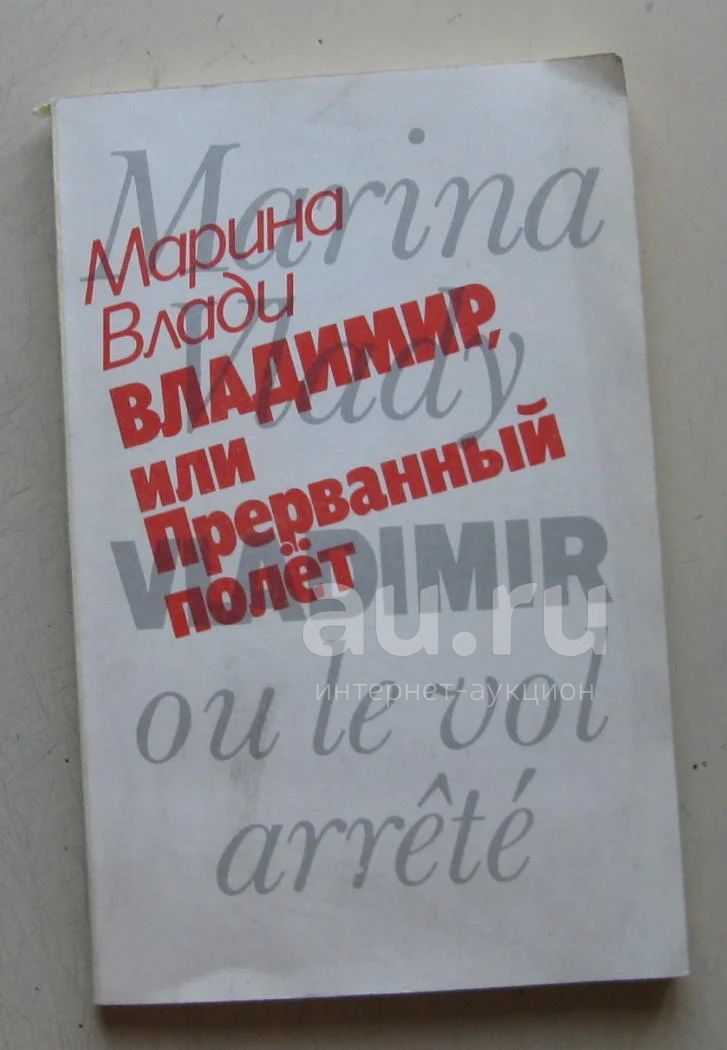 Marina
Vlady
VLADIMIR
ou le vol
arrêté
Марина
Влади
ВЛАДИМИР,
или
Прерванный
полёт
au.ru
интернет-аукцион